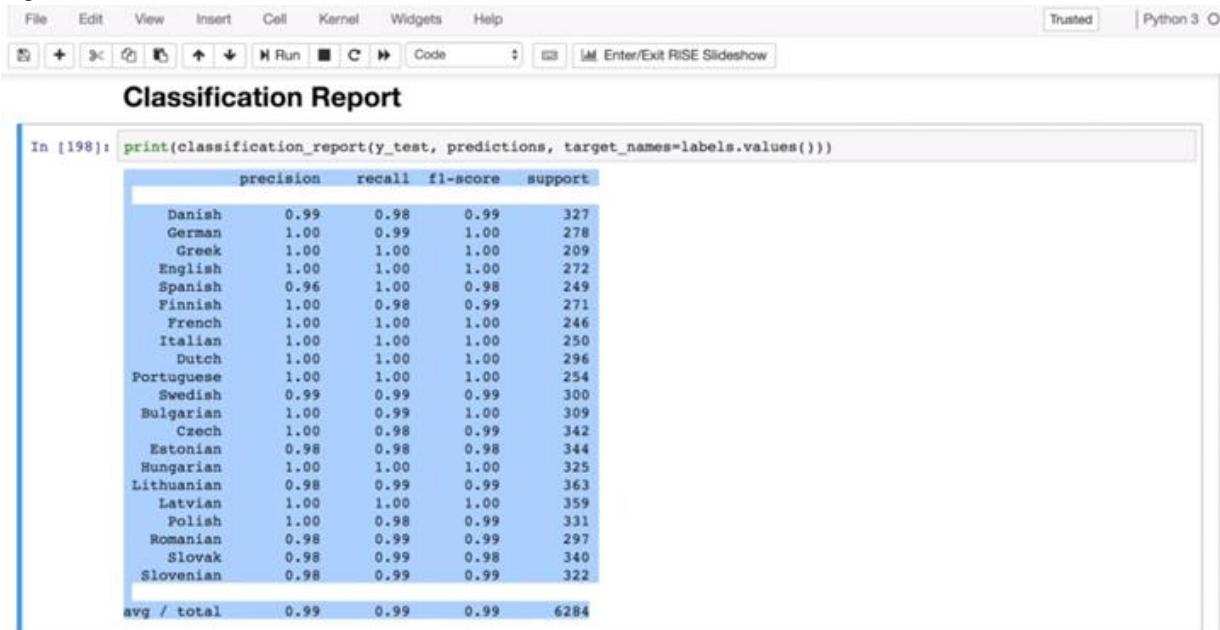 File Edit View Insert Cell Kernel Widgets Help Trusted Python 3
Run Code Enter/Exit RISE Slideshow
Classification Report
In [198]: print(classification_report(y_test, predictions, target_names=labels.values()))
precision recall f1-score support
Danish 0.99 0.98 0.99 327
German 1.00 0.99 1.00 278
Greek 1.00 1.00 1.00 209
English 1.00 1.00 1.00 272
Spanish 0.96 1.00 0.98 249
Finnish 1.00 0.98 0.99 271
French 1.00 1.00 1.00 246
Italian 1.00 1.00 1.00 250
Dutch 1.00 1.00 1.00 296
Portuguese 1.00 1.00 1.00 254
Swedish 0.99 0.99 0.99 300
Bulgarian 1.00 0.99 1.00 309
Czech 1.00 0.98 0.99 342
Estonian 0.98 0.98 0.98 344
Hungarian 1.00 1.00 1.00 325
Lithuanian 0.98 0.99 0.99 363
Latvian 1.00 1.00 1.00 359
Polish 1.00 0.98 0.99 331
Romanian 0.98 0.99 0.99 297
Slovak 0.98 0.99 0.98 340
Slovenian 0.98 0.99 0.99 322
avg / total 0.99 0.99 0.99 6284